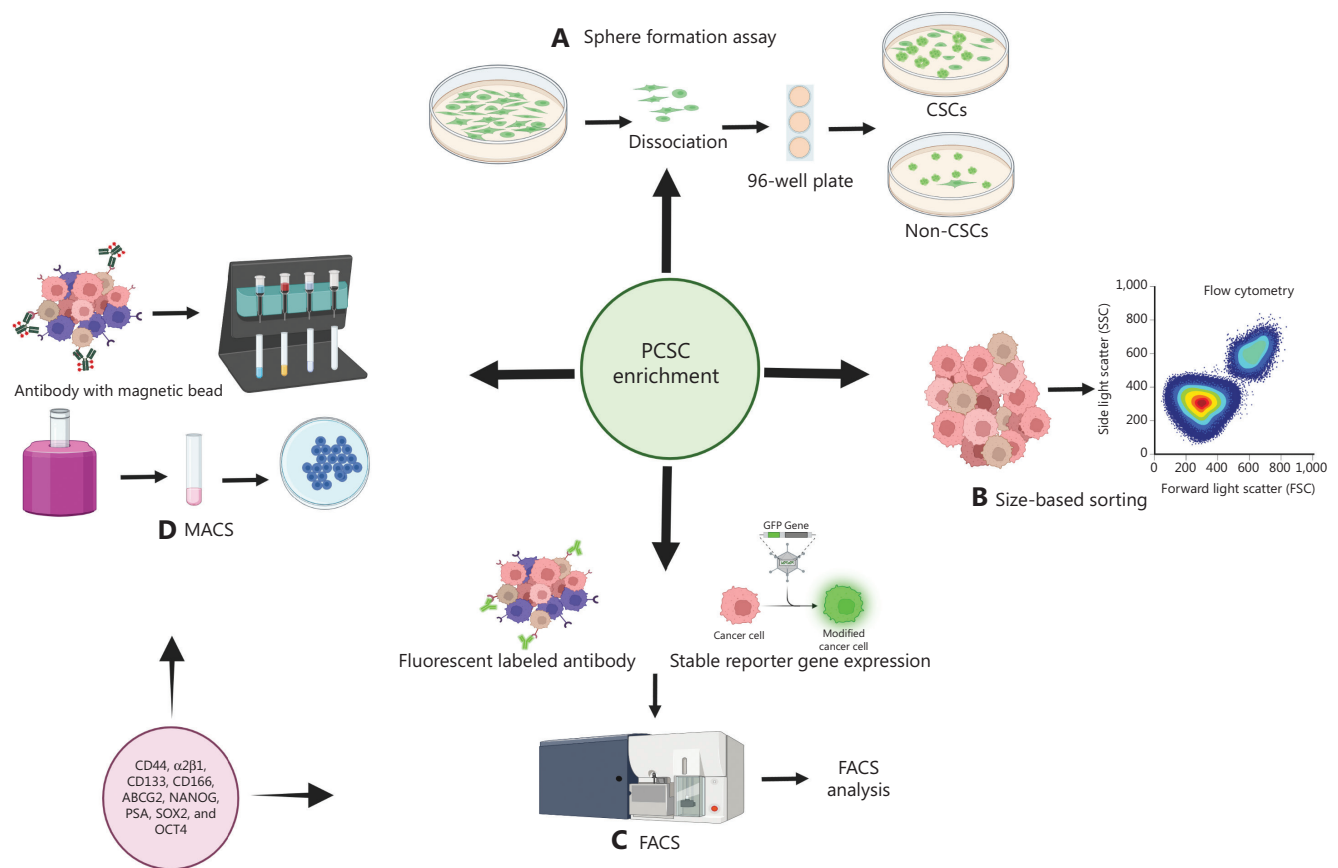 A Sphere formation assay
Dissociation
96-well plate
CSCs
Non-CSCs
PCSC
enrichment
Antibody with magnetic bead
D MACS
Flow cytometry
Side light scatter (SSC)
1,000
800
600
400
200
0
0 200 400 600 800 1,000
Forward light scatter (FSC)
B Size-based sorting
GFP Gene
Cancer cell
Modified
cancer cell
Fluorescent labeled antibody
Stable reporter gene expression
FACS
analysis
C FACS
CD44, α2β1,
CD133, CD166,
ABCG2, NANOG,
PSA, SOX2, and
OCT4